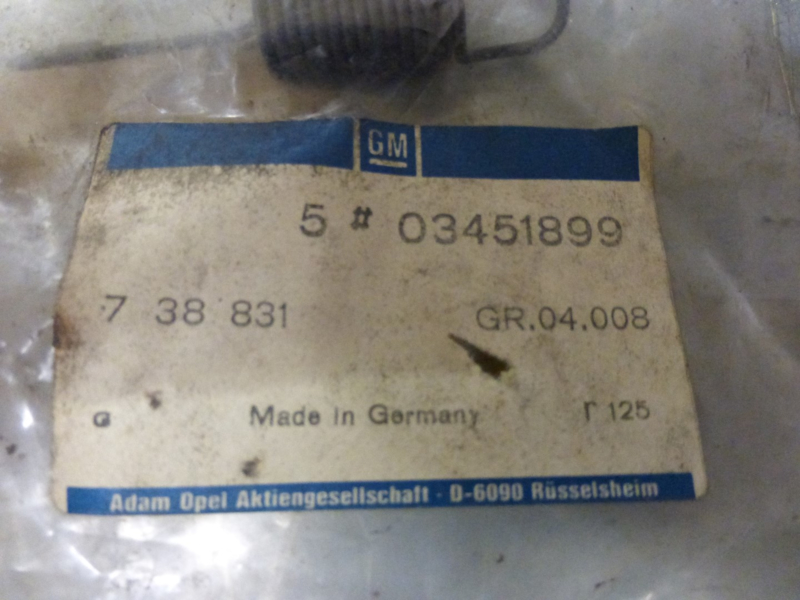 GM
5 # 03451899
7 38 831 GR.04.008
G Made in Germany Γ 125
Adam Opel Aktiengesellschaft · D-6090 Rüsselsheim